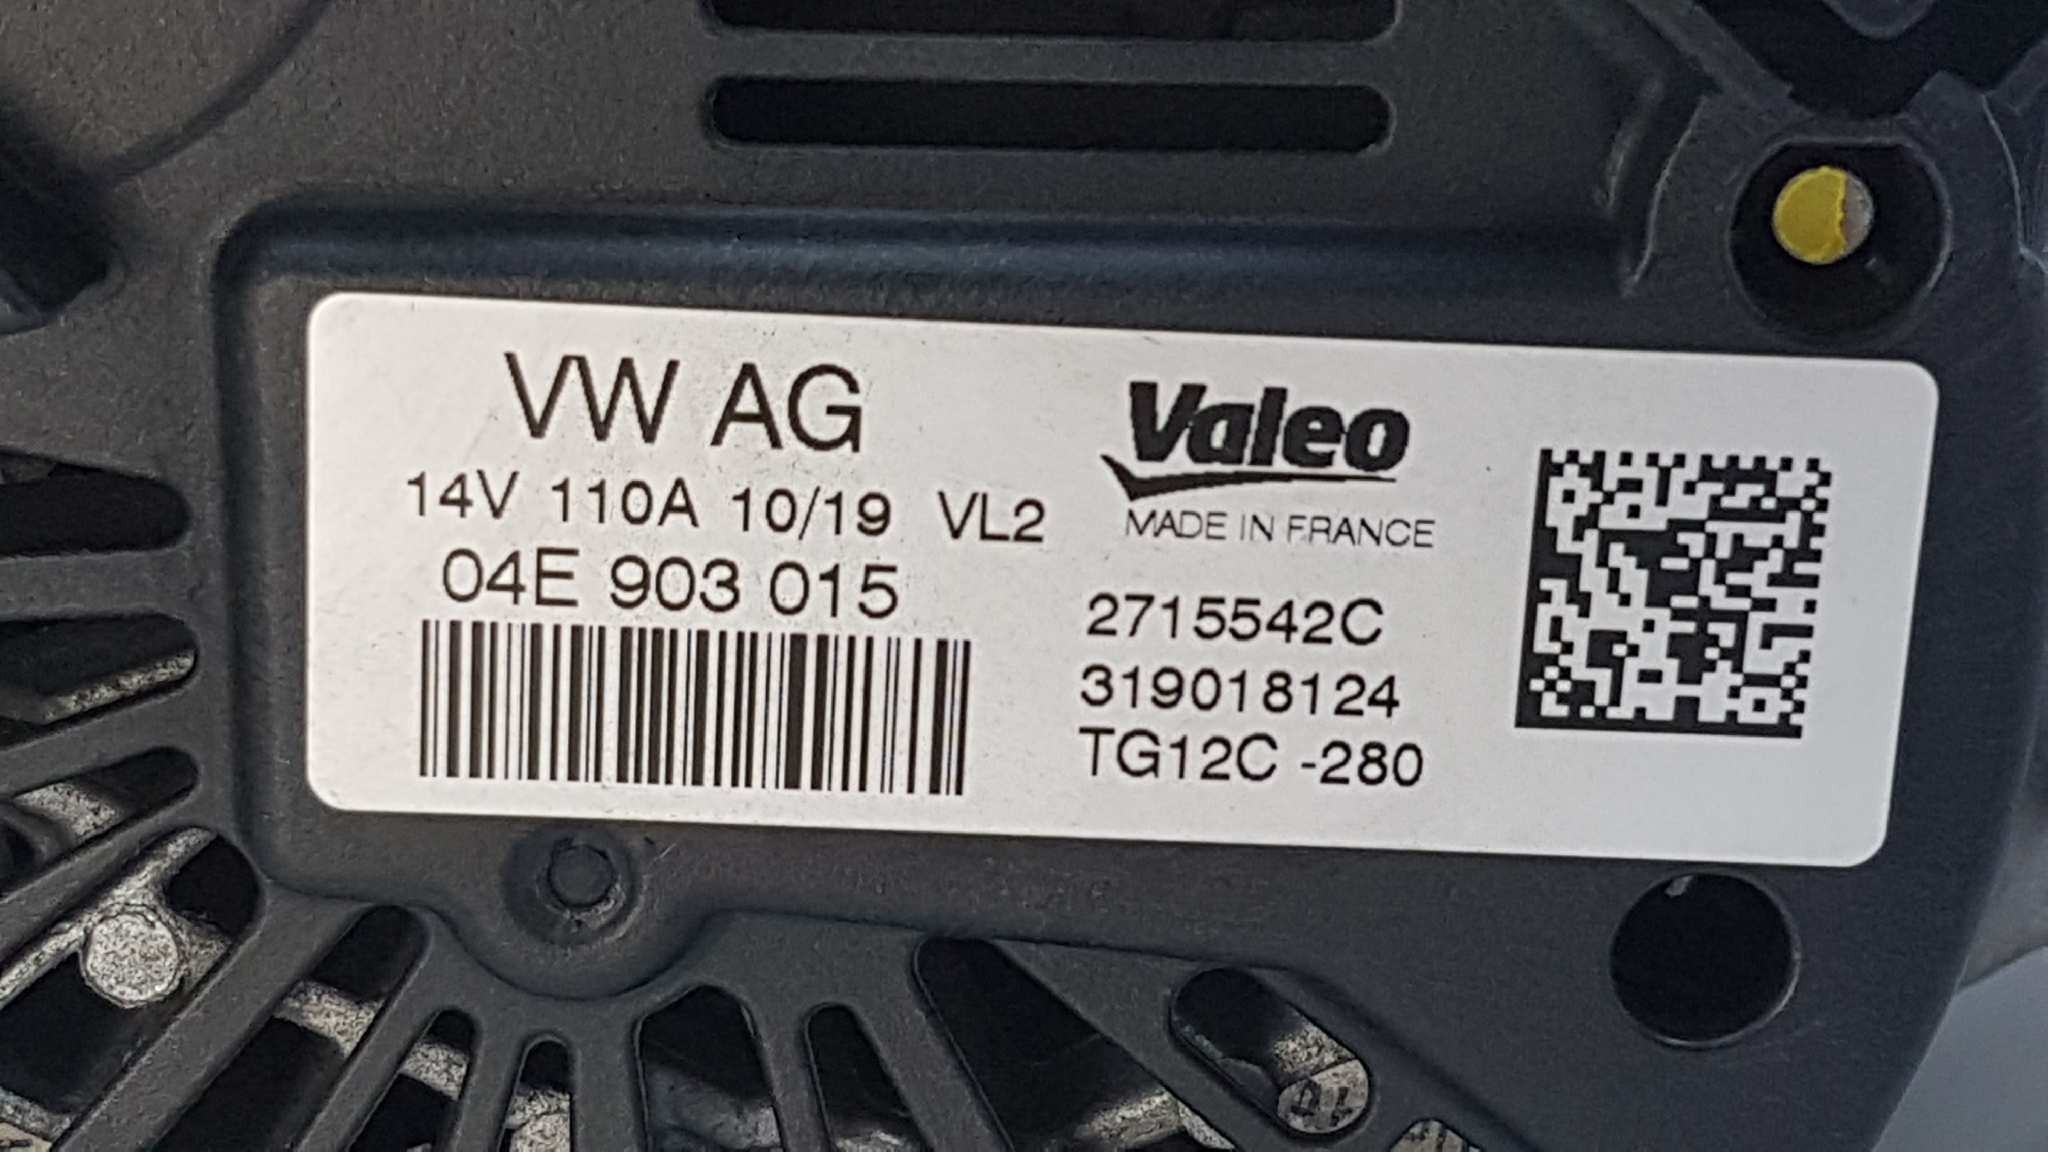 VW AG
14V 110A 10/19 VL2
04E 903 015
Valeo
MADE IN FRANCE
2715542C
319018124
TG12C -280